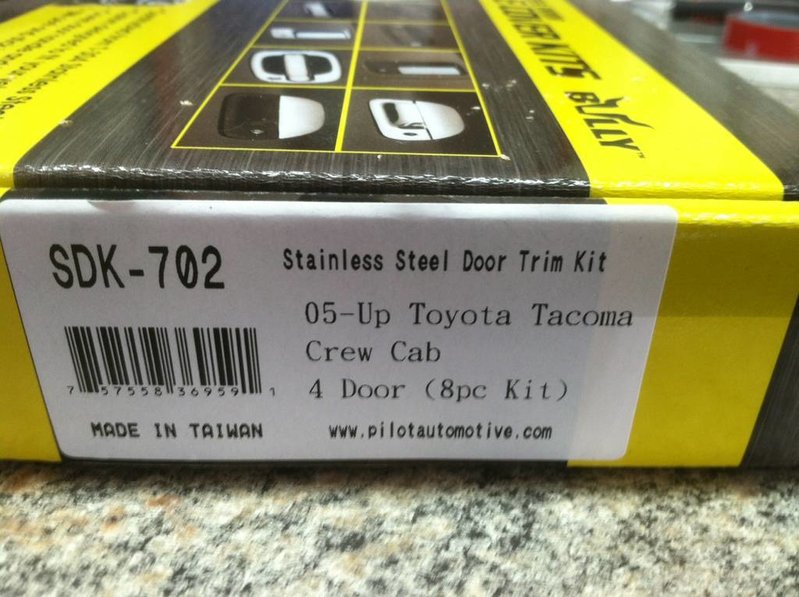 BULLY™
SDK-702
Stainless Steel Door Trim Kit
05-Up Toyota Tacoma
Crew Cab
4 Door (8pc Kit)
7 57558 36959 1
MADE IN TAIWAN
www.pilotautomotive.com